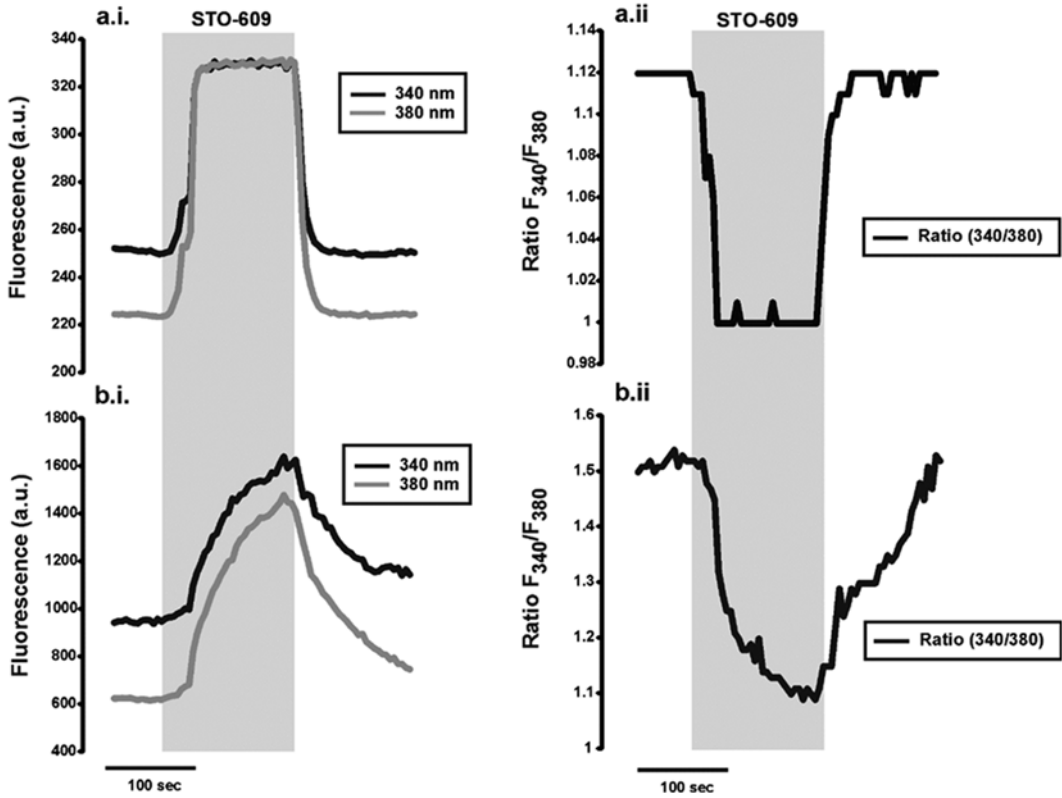 a.i.
STO-609
340
320
300
280
260
240
220
200
Fluorescence (a.u.)
340 nm
380 nm
a.ii
STO-609
1.14
1.12
1.1
1.08
1.06
1.04
1.02
1
0.98
Ratio F340/F380
Ratio (340/380)
b.i.
1800
1600
1400
1200
1000
800
600
400
Fluorescence (a.u.)
340 nm
380 nm
100 sec
b.ii
1.6
1.5
1.4
1.3
1.2
1.1
1
Ratio F340/F380
Ratio (340/380)
100 sec